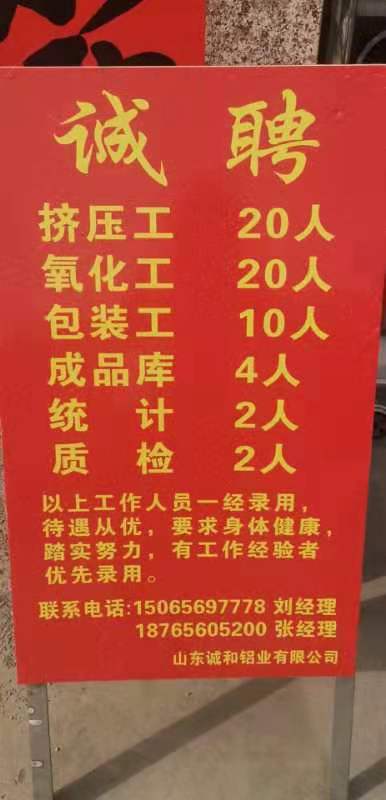 诚聘
挤压工 20人
氧化工 20人
包装工 10人
成品库 4人
统计 2人
质检 2人
以上工作人员一经录用，
待遇从优，要求身体健康，
踏实努力，有工作经验者
优先录用。
联系电话:15065697778 刘经理
18765605200 张经理
山东诚和铝业有限公司